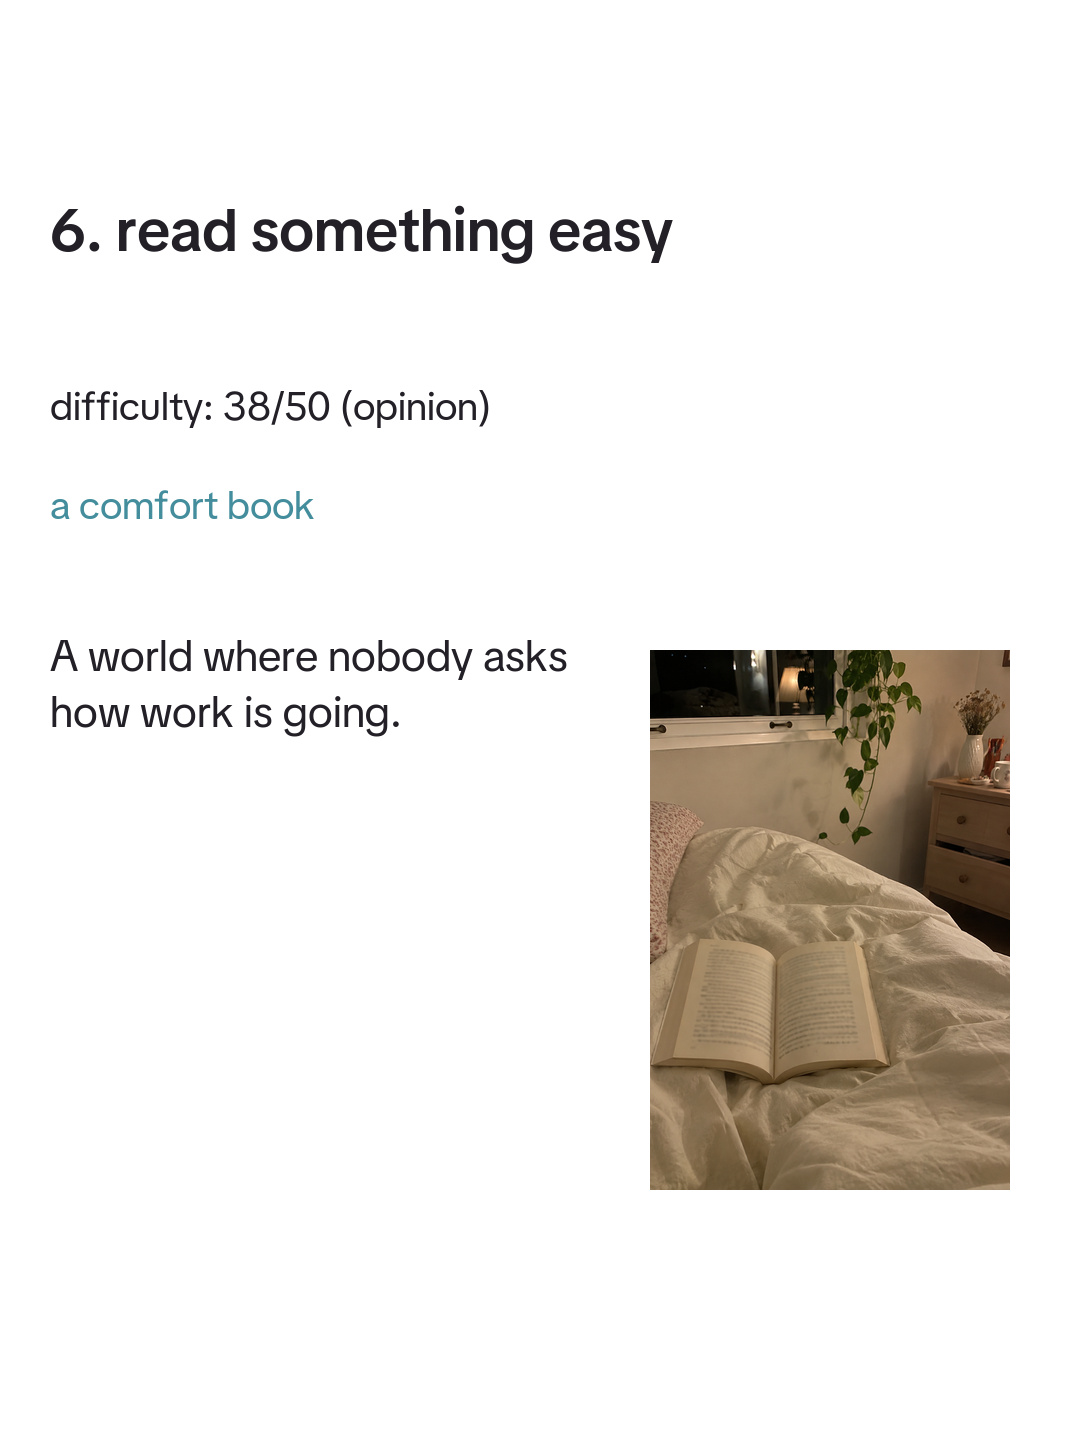 6. read something easy
difficulty: 38/50 (opinion)
a comfort book
A world where nobody asks
how work is going.